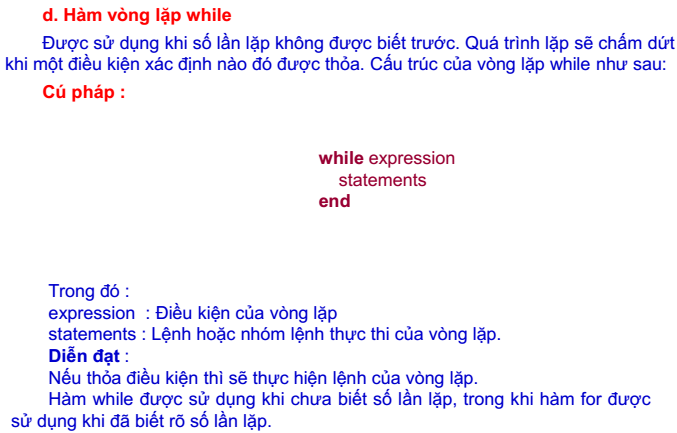 d. Hàm vòng lặp while
Được sử dụng khi số lần lặp không được biết trước. Quá trình lặp sẽ chấm dứt
khi một điều kiện xác định nào đó được thỏa. Cấu trúc của vòng lặp while như sau:
Cú pháp :
while expression
statements
end
Trong đó :
expression : Điều kiện của vòng lặp
statements : Lệnh hoặc nhóm lệnh thực thi của vòng lặp.
Diễn đạt :
Nếu thỏa điều kiện thì sẽ thực hiện lệnh của vòng lặp.
Hàm while được sử dụng khi chưa biết số lần lặp, trong khi hàm for được
sử dụng khi đã biết rõ số lần lặp.